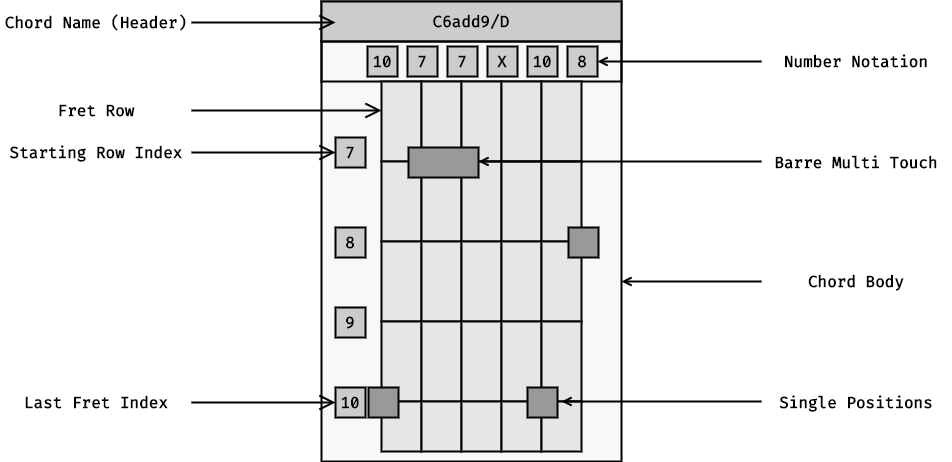 Chord Name (Header)
C6add9/D
10 7 7 X 10 8
Number Notation
Fret Row
Starting Row Index
7
Barre Multi Touch
8
Chord Body
9
Last Fret Index
10
Single Positions